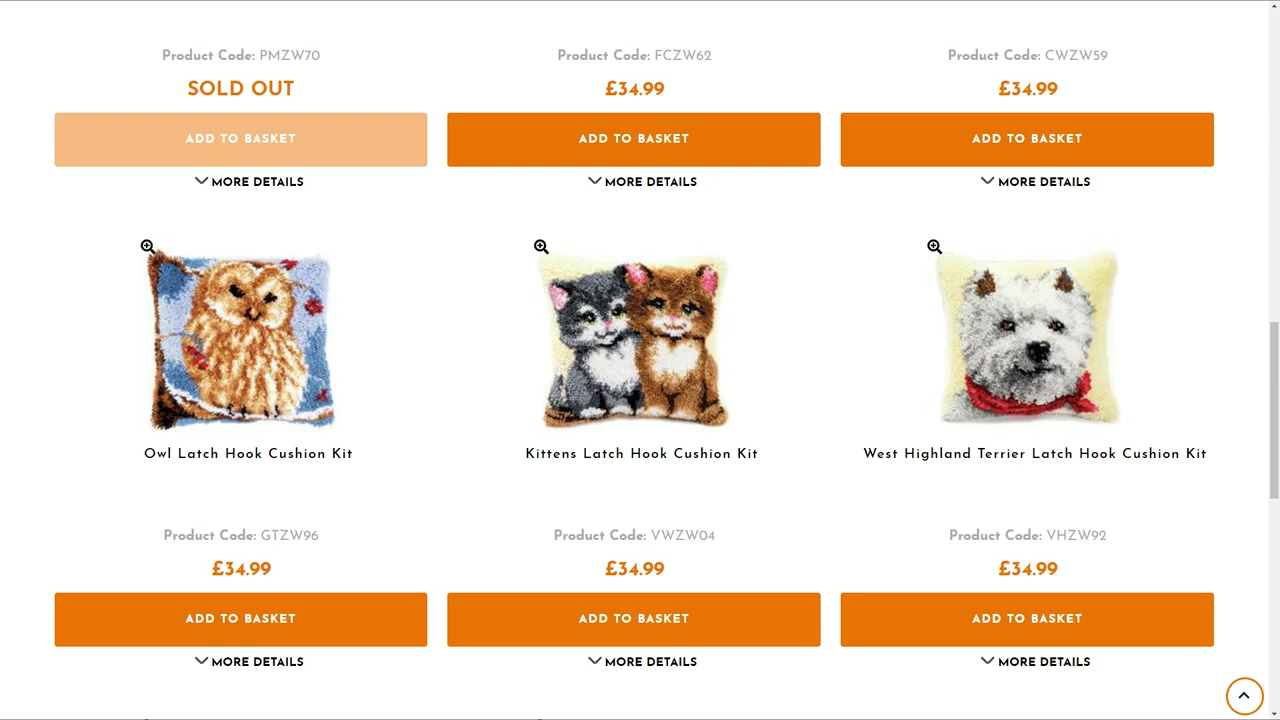 Product Code: PMZW70
Product Code: FCZW62
Product Code: CWZW59
SOLD OUT
£34.99
£34.99
ADD TO BASKET
ADD TO BASKET
ADD TO BASKET
MORE DETAILS
MORE DETAILS
MORE DETAILS
Owl Latch Hook Cushion Kit
Kittens Latch Hook Cushion Kit
West Highland Terrier Latch Hook Cushion Kit
Product Code: GTZW96
Product Code: VWZW04
Product Code: VHZW92
£34.99
£34.99
£34.99
ADD TO BASKET
ADD TO BASKET
ADD TO BASKET
MORE DETAILS
MORE DETAILS
MORE DETAILS